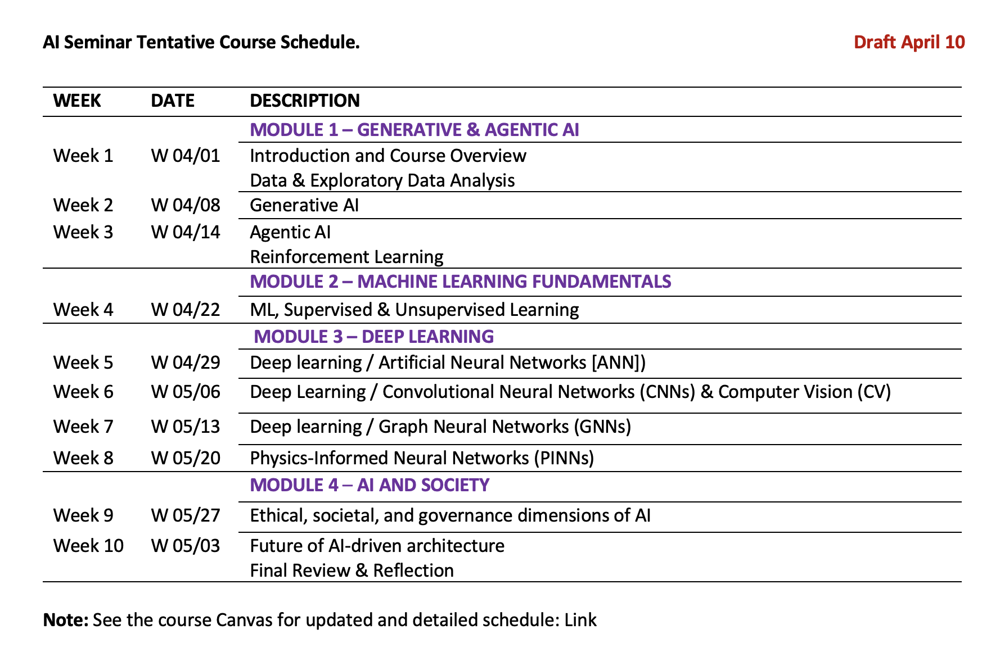 AI Seminar Tentative Course Schedule. Draft April 10
WEEK DATE DESCRIPTION
MODULE 1 – GENERATIVE & AGENTIC AI
Week 1 W 04/01 Introduction and Course Overview
Data & Exploratory Data Analysis
Week 2 W 04/08 Generative AI
Week 3 W 04/14 Agentic AI
Reinforcement Learning
MODULE 2 – MACHINE LEARNING FUNDAMENTALS
Week 4 W 04/22 ML, Supervised & Unsupervised Learning
MODULE 3 – DEEP LEARNING
Week 5 W 04/29 Deep learning / Artificial Neural Networks [ANN])
Week 6 W 05/06 Deep Learning / Convolutional Neural Networks (CNNs) & Computer Vision (CV)
Week 7 W 05/13 Deep learning / Graph Neural Networks (GNNs)
Week 8 W 05/20 Physics-Informed Neural Networks (PINNs)
MODULE 4 – AI AND SOCIETY
Week 9 W 05/27 Ethical, societal, and governance dimensions of AI
Week 10 W 05/03 Future of AI-driven architecture
Final Review & Reflection
Note: See the course Canvas for updated and detailed schedule: Link